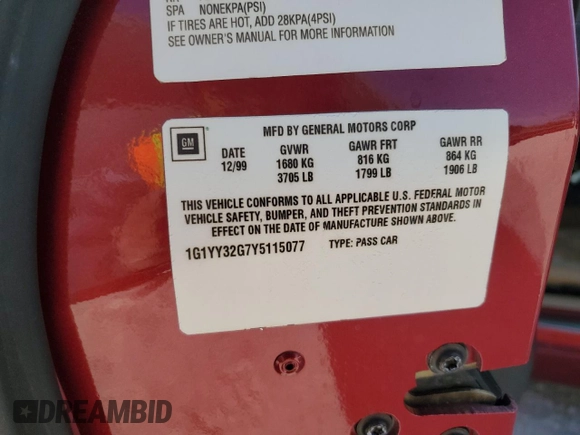 SPA NONEKPA(PSI)
IF TIRES ARE HOT, ADD 28KPA(4PSI)
SEE OWNER'S MANUAL FOR MORE INFORMATION
GM
MFD BY GENERAL MOTORS CORP
DATE GVWR GAWR FRT GAWR RR
12/99 1680 KG 816 KG 864 KG
3705 LB 1799 LB 1906 LB
THIS VEHICLE CONFORMS TO ALL APPLICABLE U.S. FEDERAL MOTOR
VEHICLE SAFETY, BUMPER, AND THEFT PREVENTION STANDARDS IN
EFFECT ON THE DATE OF MANUFACTURE SHOWN ABOVE.
1G1YY32G7Y5115077 TYPE: PASS CAR
DREAMBID